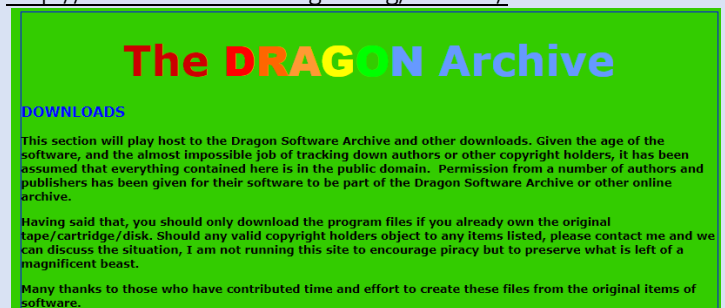 The DRAGON Archive
DOWNLOADS
This section will play host to the Dragon Software Archive and other downloads. Given the age of the
software, and the almost impossible job of tracking down authors or other copyright holders, it has been
assumed that everything contained here is in the public domain. Permission from a number of authors and
publishers has been given for their software to be part of the Dragon Software Archive or other online
archive.
Having said that, you should only download the program files if you already own the original
tape/cartridge/disk. Should any valid copyright holders object to any items listed, please contact me and we
can discuss the situation, I am not running this site to encourage piracy but to preserve what is left of a
magnificent beast.
Many thanks to those who have contributed time and effort to create these files from the original items of
software.